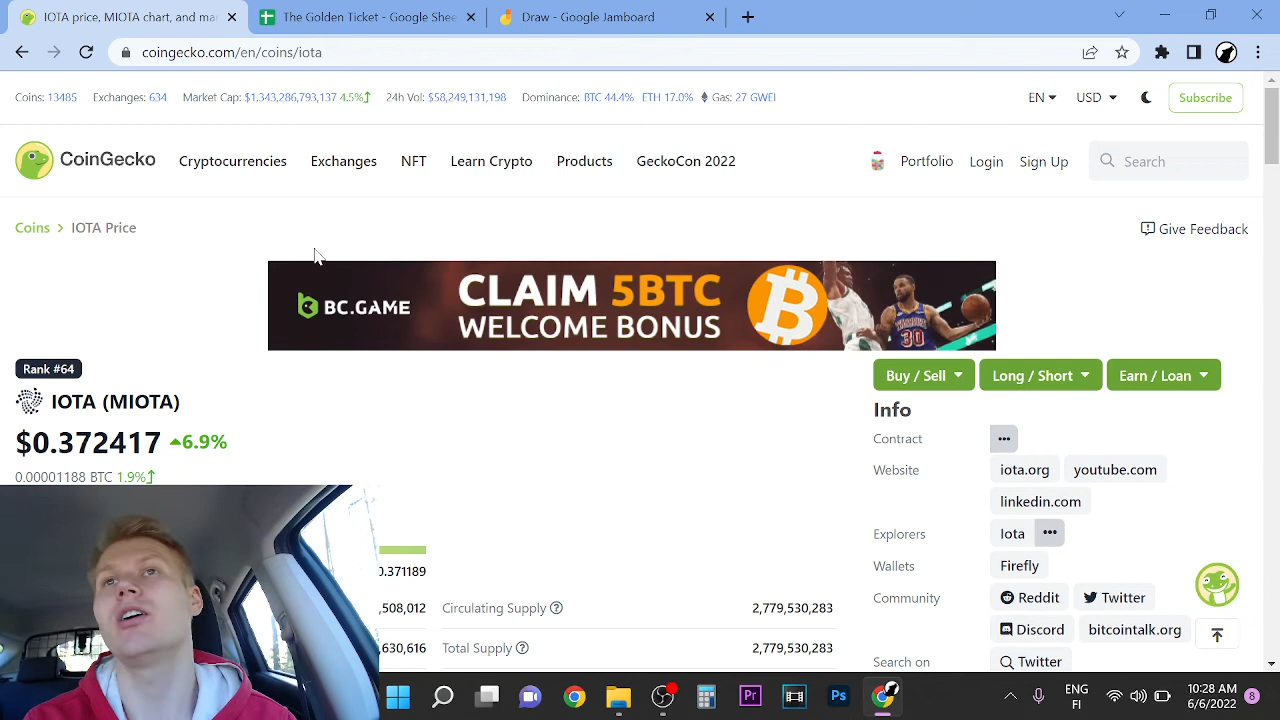 IOTA Price Chart (MIOTA)
The Golden Ticket - Google Shee
Draw - Google Jamboard
coingecko.com/en/coins/iota
Coins: 13485 Exchanges: 634 Market Cap: $1,343,286,793,137 4.5% 24h Vol: $58,249,131,198 Dominance: BTC 44.4% ETH 17.0% Gas: 27 GWEI EN USD Subscribe
CoinGecko Cryptocurrencies Exchanges NFT Learn Crypto Products GeckoCon 2022 Portfolio Login Sign Up Search
Coins > IOTA Price Give Feedback
BC.GAME
CLAIM 5BTC
WELCOME BONUS
30
Rank #64
IOTA (MIOTA)
$0.372417 6.9%
0.00001188 BTC 1.9%
Buy / Sell Long / Short Earn / Loan
Info
Contract
Website iota.org youtube.com
linkedin.com
Explorers Iota
Wallets Firefly
Community Reddit Twitter
Discord bitcointalk.org
Search on Twitter
0.371189
,508,012 Circulating Supply 2,779,530,283
,630,616 Total Supply 2,779,530,283
Pr Ps
ENG
FI
10:28 AM
6/6/2022
8